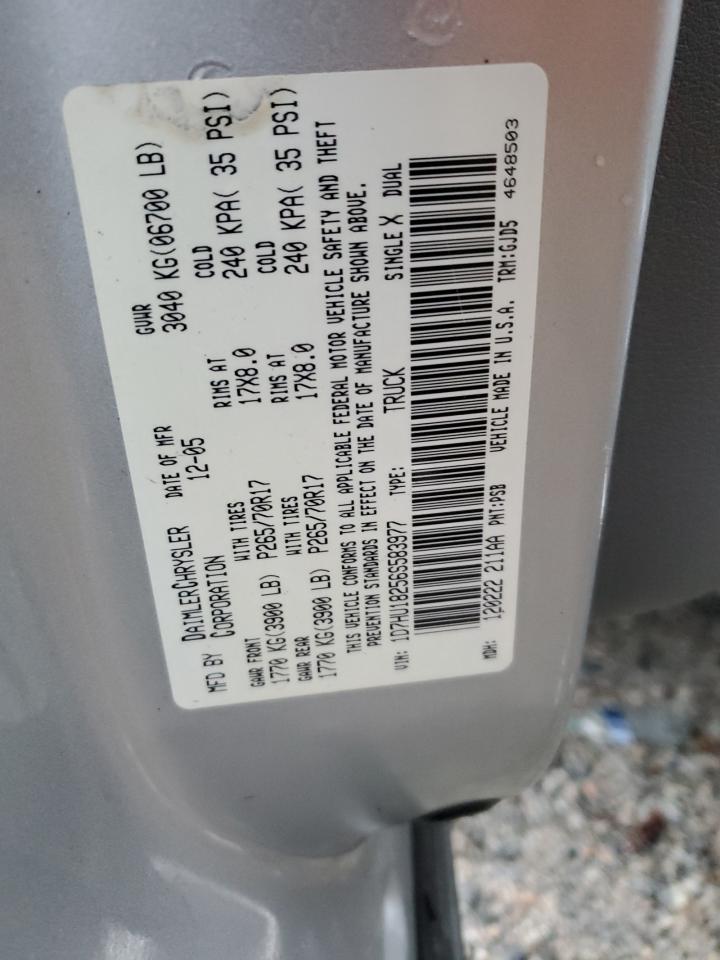 MFD BY DAIMLERCHRYSLER CORPORATION
DATE OF MFR 12-05
GVWR 3040 KG(06700 LB)
GAWR FRONT WITH TIRES RIMS AT COLD
1770 KG(3900 LB) P265/70R17 17X8.0 240 KPA( 35 PSI)
GAWR REAR WITH TIRES RIMS AT COLD
1770 KG(3900 LB) P265/70R17 17X8.0 240 KPA( 35 PSI)
THIS VEHICLE CONFORMS TO ALL APPLICABLE FEDERAL MOTOR VEHICLE SAFETY AND THEFT
PREVENTION STANDARDS IN EFFECT ON THE DATE OF MANUFACTURE SHOWN ABOVE.
VIN: 1D7HU18256S583977 TYPE: TRUCK SINGLE X DUAL
MDH: 120222 211AA PNT:PSB VEHICLE MADE IN U.S.A. TRM:GJD5 4648503